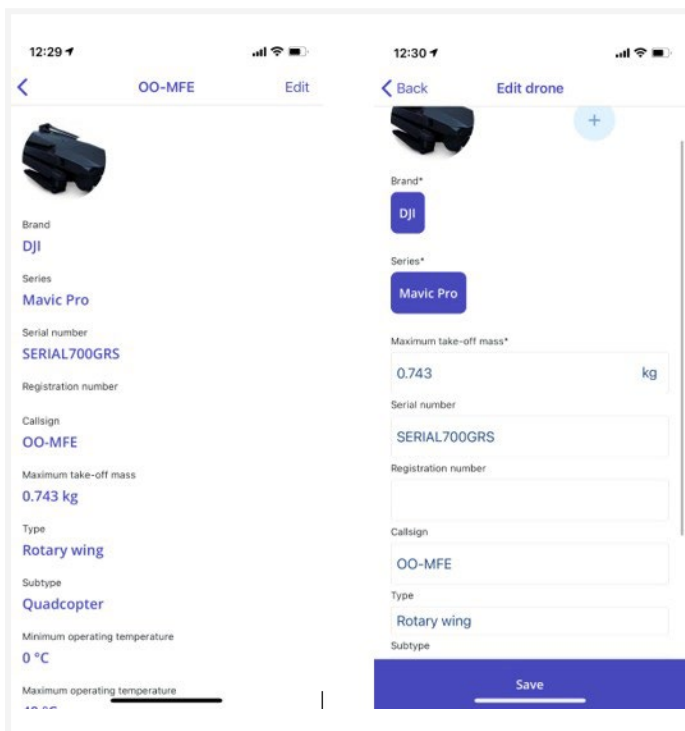 12:29
OO-MFE
Edit
Brand
DJI
Series
Mavic Pro
Serial number
SERIAL700GRS
Registration number
Callsign
OO-MFE
Maximum take-off mass
0.743 kg
Type
Rotary wing
Subtype
Quadcopter
Minimum operating temperature
0 °C
Maximum operating temperature
12:30
Back
Edit drone
+
Brand*
DJI
Series*
Mavic Pro
Maximum take-off mass*
0.743 kg
Serial number
SERIAL700GRS
Registration number
Callsign
OO-MFE
Type
Rotary wing
Subtype
Save